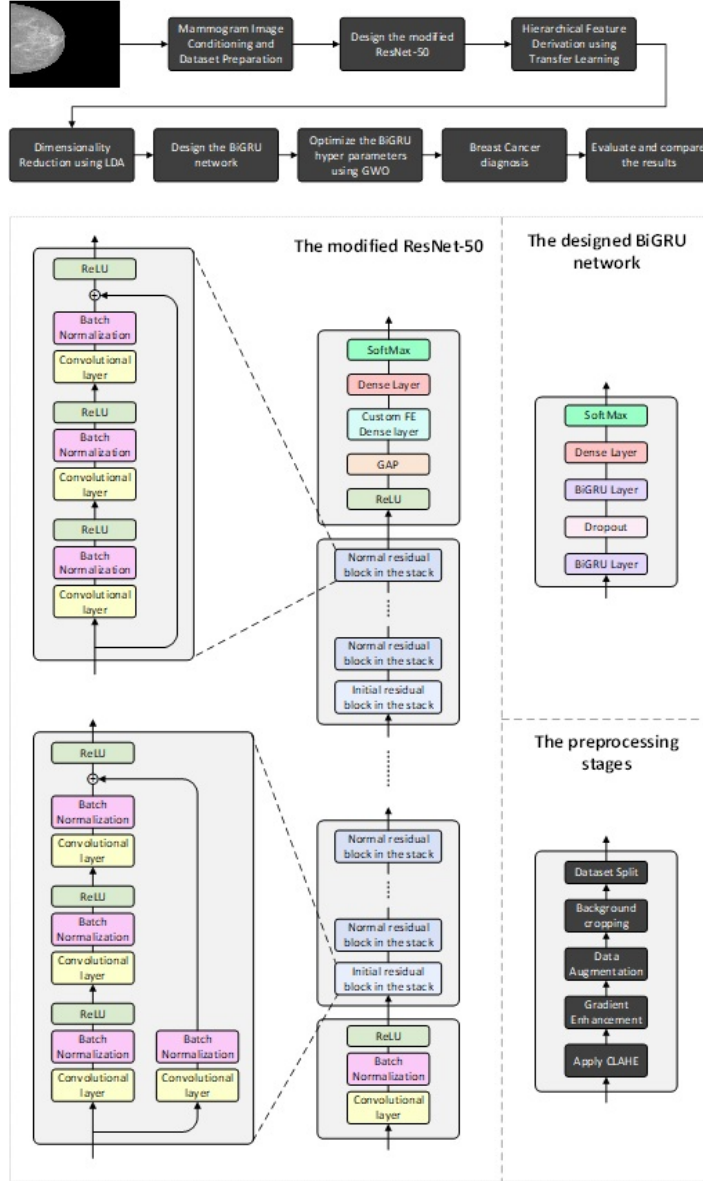 Mammogram Image
Conditioning and
Dataset Preparation
Design the modified
ResNet-50
Hierarchical Feature
Derivation using
Transfer Learning
Dimensionality
Reduction using LDA
Design the BiGRU
network
Optimize the BiGRU
hyper parameters
using GWO
Breast Cancer
diagnosis
Evaluate and compare
the results
The modified ResNet-50
ReLU
Batch
Normalization
Convolutional
layer
ReLU
Batch
Normalization
Convolutional
layer
ReLU
Batch
Normalization
Convolutional
layer
SoftMax
Dense Layer
Custom FE
Dense layer
GAP
ReLU
Normal residual
block in the stack
Normal residual
block in the stack
Initial residual
block in the stack
ReLU
Batch
Normalization
Convolutional
layer
ReLU
Batch
Normalization
Convolutional
layer
ReLU
Batch
Normalization
Convolutional
layer
Batch
Normalization
Convolutional
layer
Normal residual
block in the stack
Normal residual
block in the stack
Initial residual
block in the stack
ReLU
Batch
Normalization
Convolutional
layer
The designed BiGRU
network
SoftMax
Dense Layer
BiGRU Layer
Dropout
BiGRU Layer
The preprocessing
stages
Dataset Split
Background
cropping
Data
Augmentation
Gradient
Enhancement
Apply CLAHE